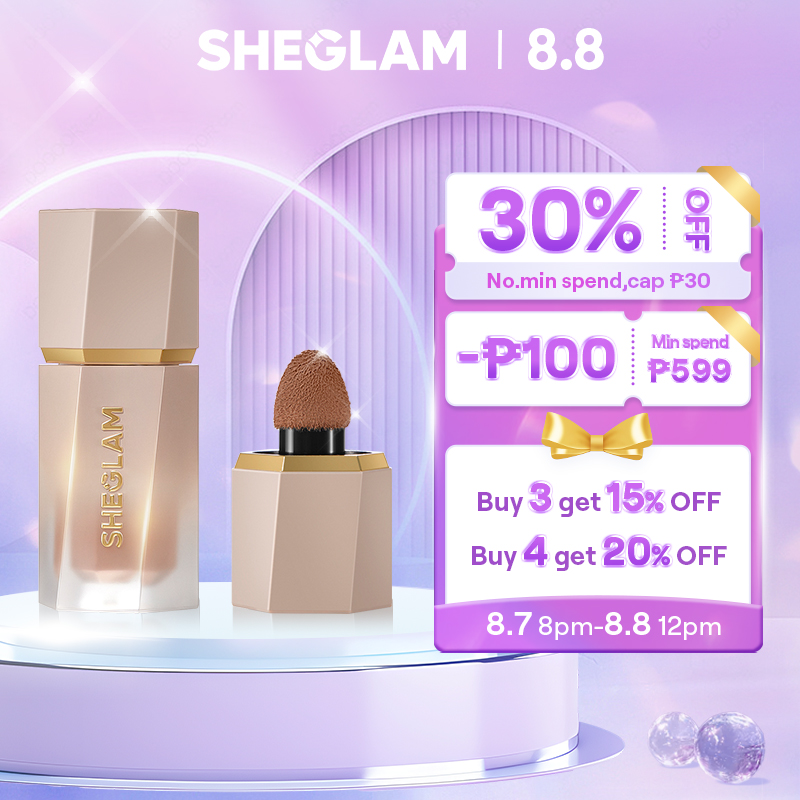 SHEGLAM | 8.8
30% OFF
No.min spend,cap ₱30
-₱100
Min spend
₱599
Buy 3 get 15% OFF
Buy 4 get 20% OFF
8.7 8pm-8.8 12pm
SHEGLAM